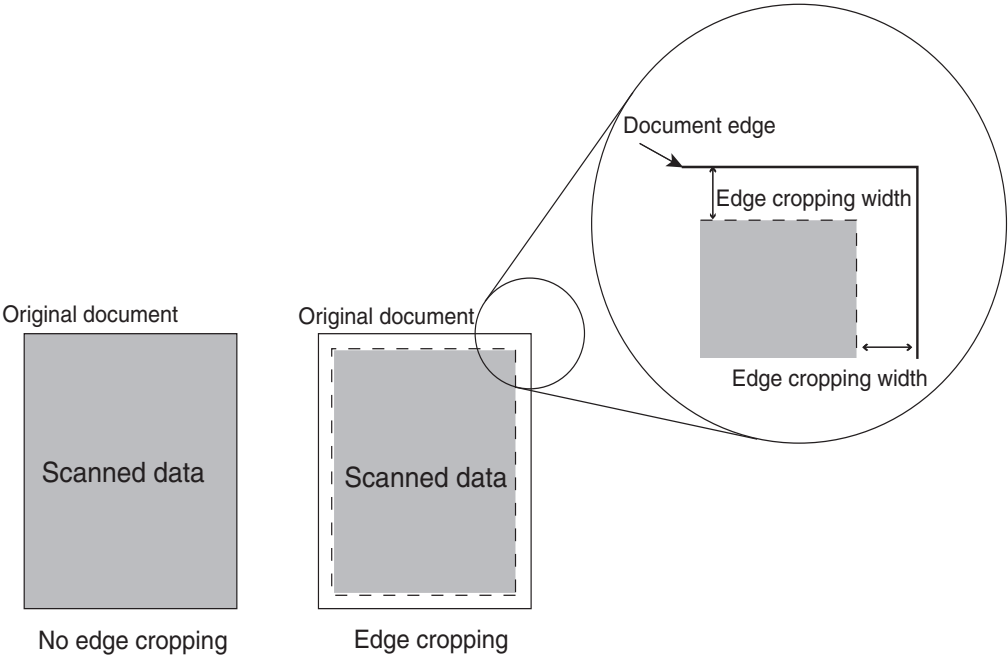 Document edge
Edge cropping width
Edge cropping width
Original document
Original document
Scanned data
Scanned data
No edge cropping
Edge cropping